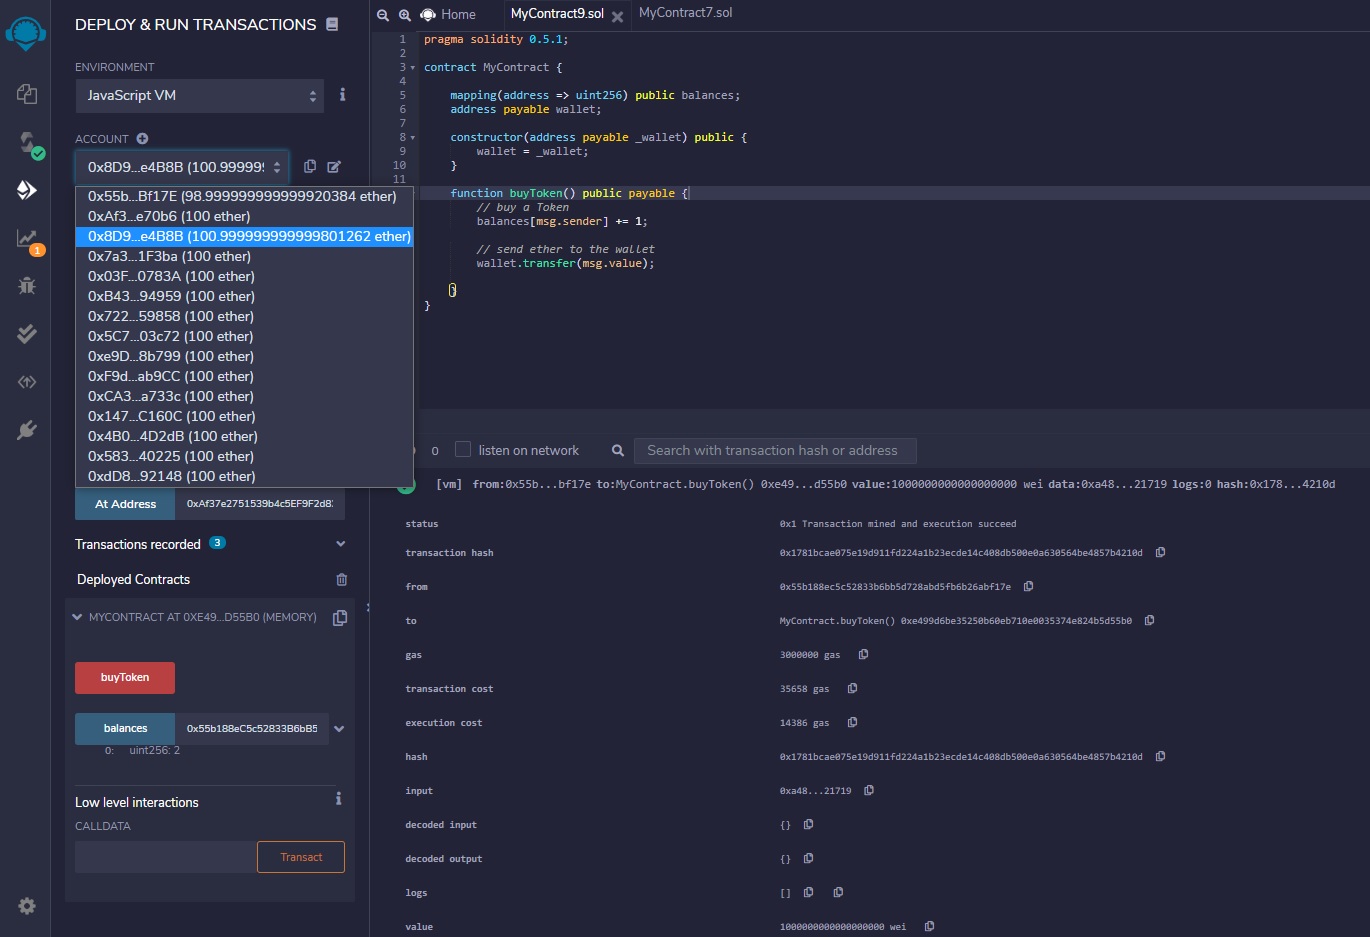 DEPLOY & RUN TRANSACTIONS
ENVIRONMENT
JavaScript VM
ACCOUNT
0x8D9...e4B8B (100.99999
0x55b...Bf17E (98.999999999999920384 ether)
0xAf3...e70b6 (100 ether)
0x8D9...e4B8B (100.999999999999801262 ether)
0x7a3...1F3ba (100 ether)
0x03F...0783A (100 ether)
0xB43...94959 (100 ether)
0x722...59858 (100 ether)
0x5C7...03c72 (100 ether)
0xe9D...8b799 (100 ether)
0xF9d...ab9CC (100 ether)
0xCA3...a733c (100 ether)
0x147...C160C (100 ether)
0x4B0...4D2dB (100 ether)
0x583...40225 (100 ether)
0xdD8...92148 (100 ether)
At Address 0xAf37e2751539b4c5EF9F2d8
Transactions recorded 3
Deployed Contracts
MYCONTRACT AT 0XE49...D55B0 (MEMORY)
buyToken
balances 0x55b188eC5c52833B6bB5
0: uint256: 2
Low level interactions
CALLDATA
Transact
1
Home MyContract9.sol MyContract7.sol
1 pragma solidity 0.5.1;
2
3 contract MyContract {
4
5 mapping(address => uint256) public balances;
6 address payable wallet;
7
8 constructor(address payable _wallet) public {
9 wallet = _wallet;
10 }
11
function buyToken() public payable {
// buy a Token
balances[msg.sender] += 1;
// send ether to the wallet
wallet.transfer(msg.value);
}
}
0 listen on network Search with transaction hash or address
[vm] from:0x55b...bf17e to:MyContract.buyToken() 0xe49...d55b0 value:1000000000000000000 wei data:0xa48...21719 logs:0 hash:0x178...4210d
status 0x1 Transaction mined and execution succeed
transaction hash 0x1781bcae075e19d911fd224a1b23ecde14c408db500e0a630564be4857b4210d
from 0x55b188ec5c52833b6bb5d728abd5fb6b26abf17e
to MyContract.buyToken() 0xe499d6be35250b60eb710e0035374e824b5d55b0
gas 3000000 gas
transaction cost 35658 gas
execution cost 14386 gas
hash 0x1781bcae075e19d911fd224a1b23ecde14c408db500e0a630564be4857b4210d
input 0xa48...21719
decoded input {}
decoded output {}
logs []
value 1000000000000000000 wei